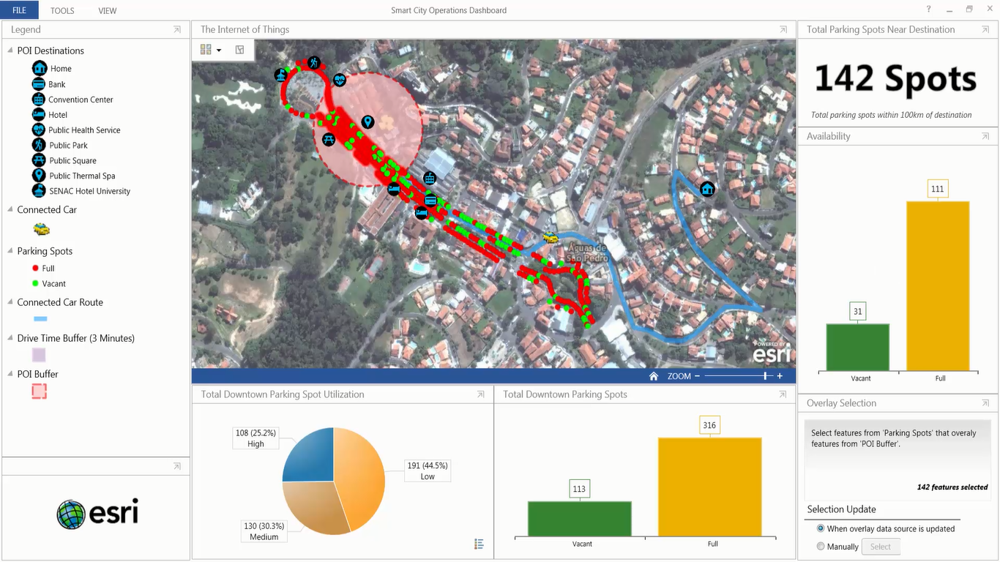 FILE TOOLS VIEW Smart City Operations Dashboard ?
Legend
POI Destinations
Home
Bank
Convention Center
Hotel
Public Health Service
Public Park
Public Square
Public Thermal Spa
SENAC Hotel University
Connected Car
Parking Spots
Full
Vacant
Connected Car Route
Drive Time Buffer (3 Minutes)
POI Buffer
esri
The Internet of Things
Águas de
São Pedro
POWERED BY
esri
ZOOM − +
Total Downtown Parking Spot Utilization
108 (25.2%)
High
191 (44.5%)
Low
130 (30.3%)
Medium
Total Downtown Parking Spots
316
113
Vacant Full
Total Parking Spots Near Destination
142 Spots
Total parking spots within 100km of destination
Availability
111
31
Vacant Full
Overlay Selection
Select features from 'Parking Spots' that overaly
features from 'POI Buffer'.
142 features selected
Selection Update
When overlay data source is updated
Manually Select